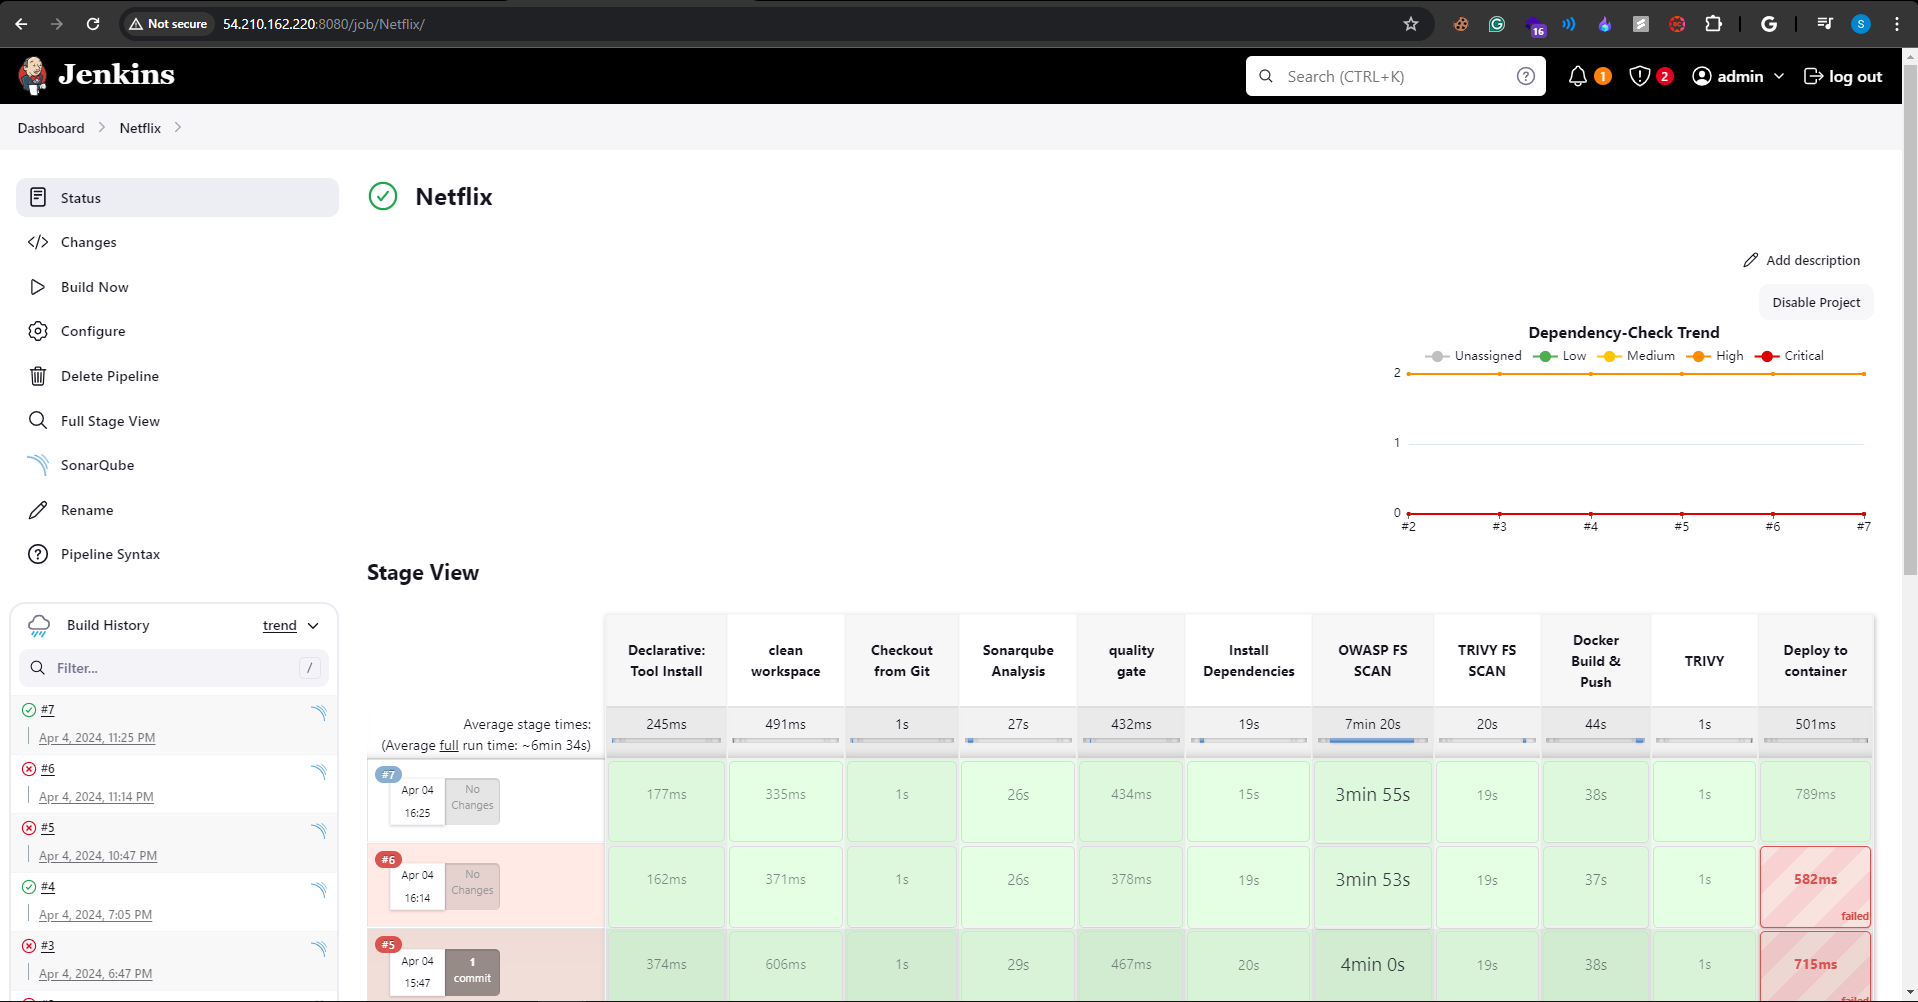 Not secure 54.210.162.220:8080/job/Netflix/
16
S
Jenkins
Search (CTRL+K)
1
2
admin
log out
Dashboard
Netflix
Status
Changes
Build Now
Configure
Delete Pipeline
Full Stage View
SonarQube
Rename
Pipeline Syntax
Build History
trend
Filter...
/
#7
Apr 4, 2024, 11:25 PM
#6
Apr 4, 2024, 11:14 PM
#5
Apr 4, 2024, 10:47 PM
#4
Apr 4, 2024, 7:05 PM
#3
Apr 4, 2024, 6:47 PM
Netflix
Add description
Disable Project
Dependency-Check Trend
Unassigned Low Medium High Critical
2
1
0
#2 #3 #4 #5 #6 #7
Stage View
Declarative: Tool Install
clean workspace
Checkout from Git
Sonarqube Analysis
quality gate
Install Dependencies
OWASP FS SCAN
TRIVY FS SCAN
Docker Build & Push
TRIVY
Deploy to container
Average stage times:
(Average full run time: ~6min 34s)
245ms 491ms 1s 27s 432ms 19s 7min 20s 20s 44s 1s 501ms
#7
Apr 04
16:25
No Changes
177ms 335ms 1s 26s 434ms 15s 3min 55s 19s 38s 1s 789ms
#6
Apr 04
16:14
No Changes
162ms 371ms 1s 26s 378ms 19s 3min 53s 19s 37s 1s 582ms
failed
#5
Apr 04
15:47
1 commit
374ms 606ms 1s 29s 467ms 20s 4min 0s 19s 38s 1s 715ms
failed